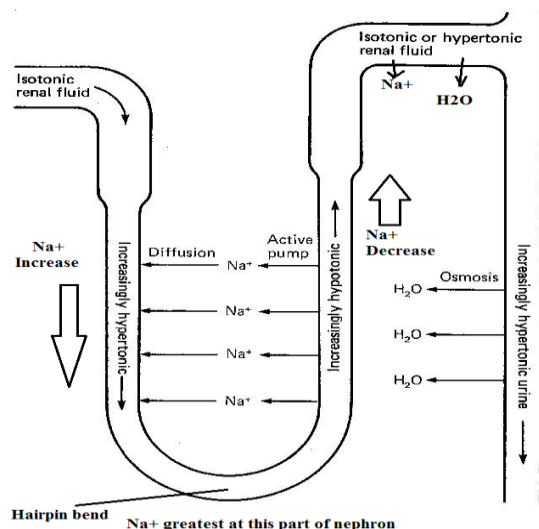 Isotonic or hypertonic
renal fluid
Na+
H2O
Isotonic
renal fluid
Na+
Increase
Increasingly hypertonic
Diffusion
Active
pump
Na+
Na+
Na+
Na+
Increasingly hypotonic
Na+
Decrease
Osmosis
H₂O
H₂O
H₂O
Increasingly hypertonic urine
Hairpin bend
Na+ greatest at this part of nephron